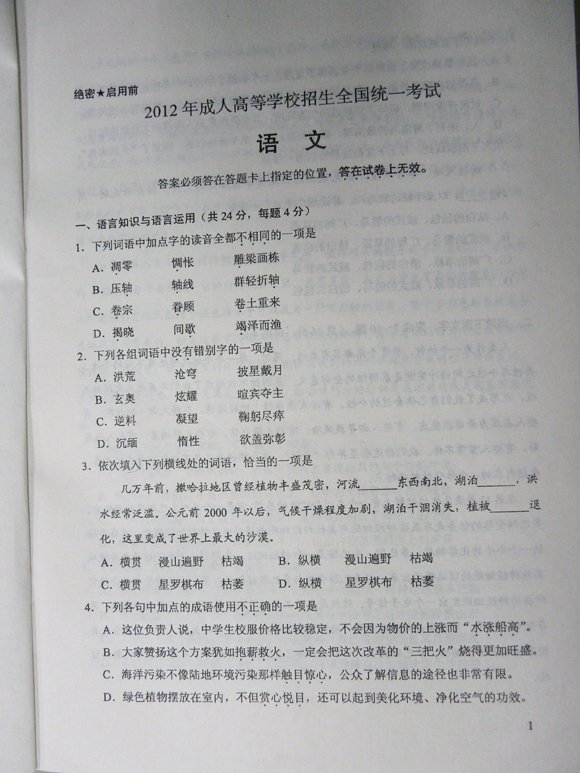 绝密★启用前
2012年成人高等学校招生全国统一考试
语 文
答案必须答在答题卡上指定的位置，答在试卷上无效。
一、语言知识与语言运用（共24分，每题4分）
1. 下列词语中加点字的读音全都不相同的一项是
A．凋零 惆怅 雕梁画栋
B．压轴 轴线 群轻折轴
C．卷宗 眷顾 卷土重来
D．揭晓 间歇 竭泽而渔
2. 下列各组词语中没有错别字的一项是
A．洪荒 沧穹 披星戴月
B．玄奥 炫耀 暄宾夺主
C．逆料 凝望 鞠躬尽瘁
D．沉缅 惰性 欲盖弥彰
3. 依次填入下列横线处的词语，恰当的一项是
几万年前，撒哈拉地区曾经植物丰盛茂密，河流______东西南北，湖泊______，洪
水经常泛滥。公元前 2000 年以后，气候干燥程度加剧，湖泊干涸消失，植被______退
化，这里变成了世界上最大的沙漠。
A．横贯 漫山遍野 枯竭 B．纵横 漫山遍野 枯竭
C．横贯 星罗棋布 枯萎 D．纵横 星罗棋布 枯萎
4. 下列各句中加点的成语使用不正确的一项是
A．这位负责人说，中学生校服价格比较稳定，不会因为物价的上涨而“水涨船高”。
B．大家赞扬这个方案犹如抱薪救火，一定会把这次改革的“三把火”烧得更加旺盛。
C．海洋污染不像陆地环境污染那样触目惊心，公众了解信息的途径也非常有限。
D．绿色植物摆放在室内，不但赏心悦目，还可以起到美化环境、净化空气的功效。
1